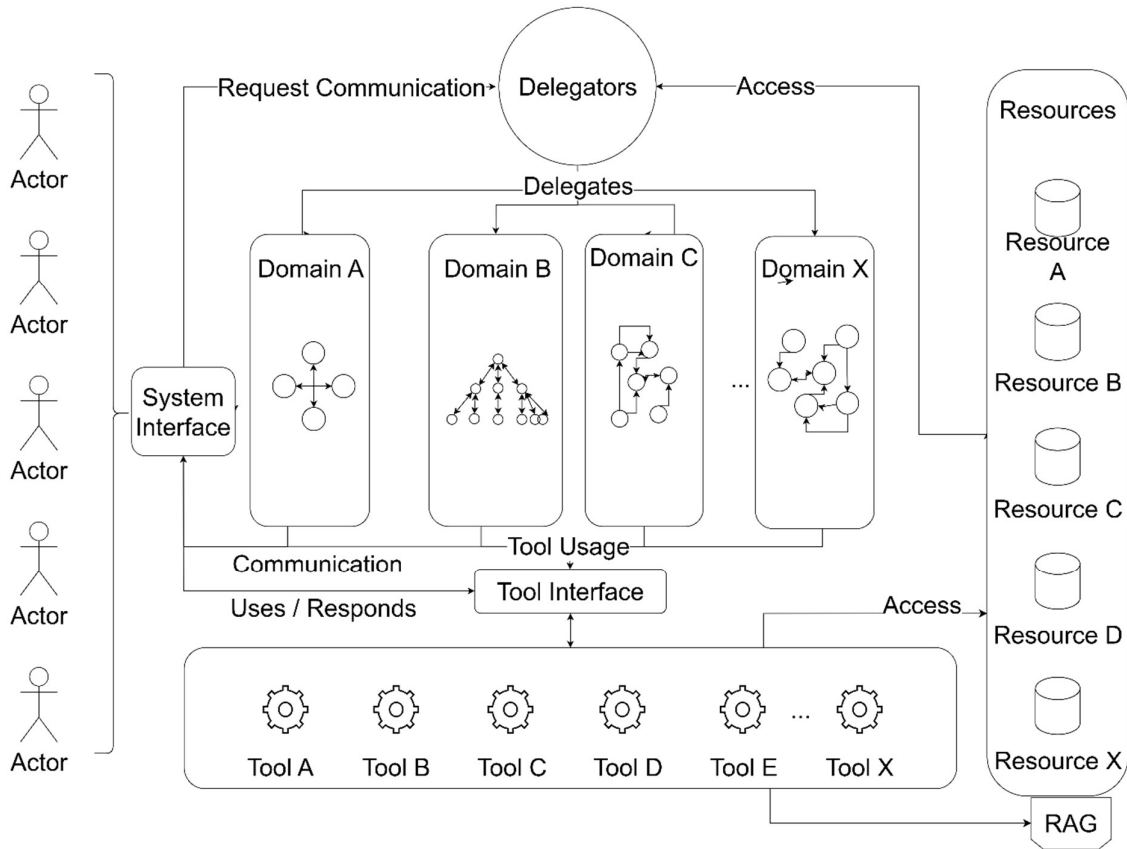 Request Communication
Delegators
Access
Resources
Actor
Delegates
Domain A
Domain B
Domain C
Domain X
Resource
A
Actor
Resource B
...
System
Interface
Actor
Resource C
Tool Usage
Communication
Tool Interface
Uses / Responds
Access
Actor
Resource D
...
Tool A
Tool B
Tool C
Tool D
Tool E
Tool X
Actor
Resource X
RAG